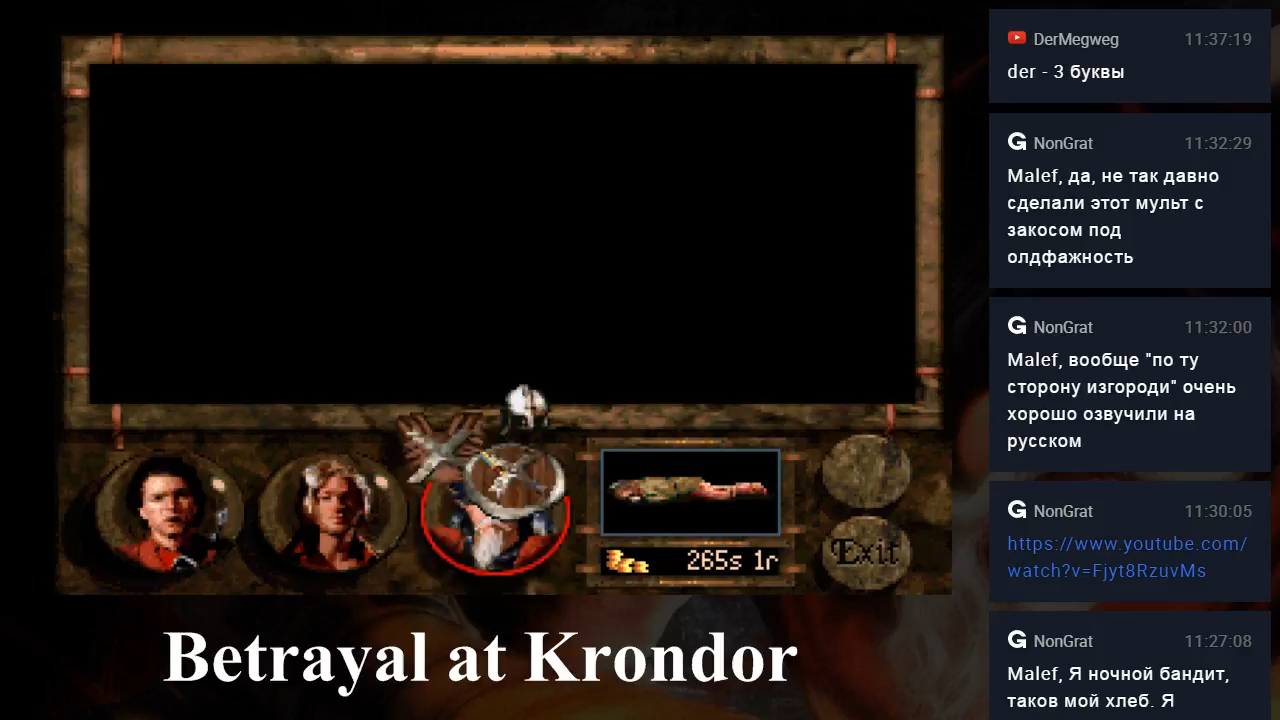 Exit
265s 1r
Betrayal at Krondor
DerMegweg 11:37:19
der - 3 буквы
NonGrat 11:32:29
Malef, да, не так давно
сделали этот мульт с
закосом под
олдфажность
NonGrat 11:32:00
Malef, вообще "по ту
сторону изгороди" очень
хорошо озвучили на
русском
NonGrat 11:30:05
https://www.youtube.com/
watch?v=Fjyt8RzuvMs
NonGrat 11:27:08
Malef, Я ночной бандит,
таков мой хлеб. Я